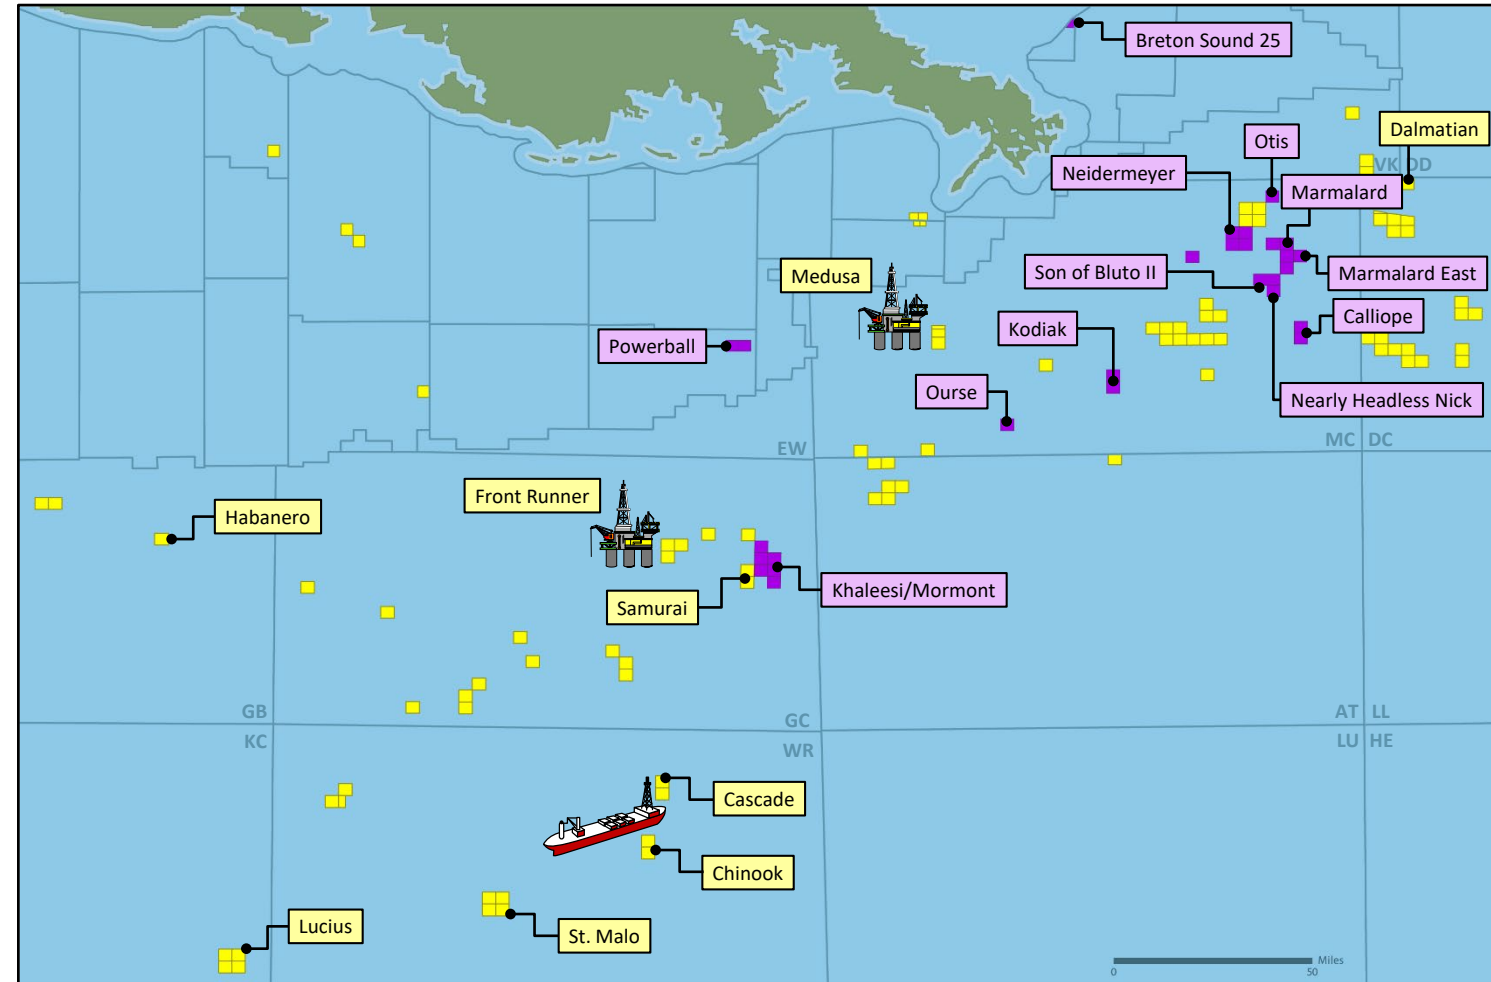 Breton Sound 25
Dalmatian
Otis
Neidermeyer
VK DD
Marmalard
Medusa
Son of Bluto II
Marmalard East
Calliope
Kodiak
Powerball
Ourse
Nearly Headless Nick
EW
MC DC
Front Runner
Habanero
Samurai
Khaleesi/Mormont
GB
GC
AT LL
KC
WR
LU HE
Cascade
Chinook
Lucius
St. Malo
Miles
0 50